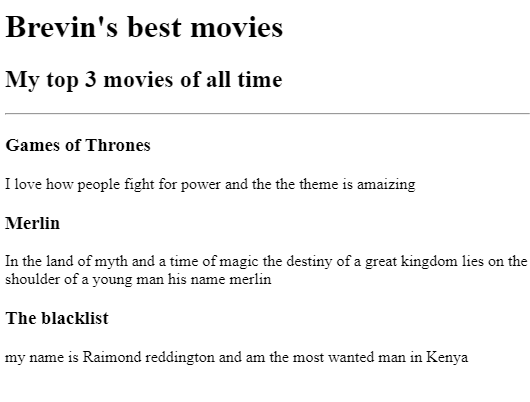 Brevin's best movies
My top 3 movies of all time
Games of Thrones
I love how people fight for power and the the theme is amaizing
Merlin
In the land of myth and a time of magic the destiny of a great kingdom lies on the
shoulder of a young man his name merlin
The blacklist
my name is Raimond reddington and am the most wanted man in Kenya